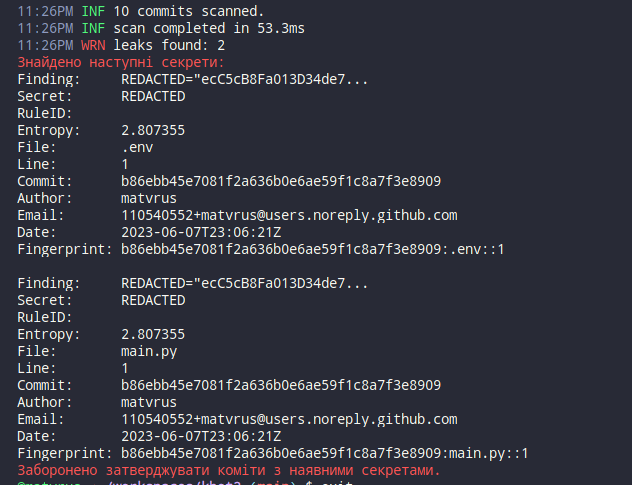 11:26PM INF 10 commits scanned.
11:26PM INF scan completed in 53.3ms
11:26PM WRN leaks found: 2
Знайдено наступні секрети:
Finding:     REDACTED="ecC5cB8Fa013D34de7...
Secret:      REDACTED
RuleID:
Entropy:     2.807355
File:        .env
Line:        1
Commit:      b86ebb45e7081f2a636b0e6ae59f1c8a7f3e8909
Author:      matvrus
Email:       110540552+matvrus@users.noreply.github.com
Date:        2023-06-07T23:06:21Z
Fingerprint: b86ebb45e7081f2a636b0e6ae59f1c8a7f3e8909:.env::1
Finding:     REDACTED="ecC5cB8Fa013D34de7...
Secret:      REDACTED
RuleID:
Entropy:     2.807355
File:        main.py
Line:        1
Commit:      b86ebb45e7081f2a636b0e6ae59f1c8a7f3e8909
Author:      matvrus
Email:       110540552+matvrus@users.noreply.github.com
Date:        2023-06-07T23:06:21Z
Fingerprint: b86ebb45e7081f2a636b0e6ae59f1c8a7f3e8909:main.py::1
Заборонено затверджувати коміти з наявними секретами.
(main) $ exit